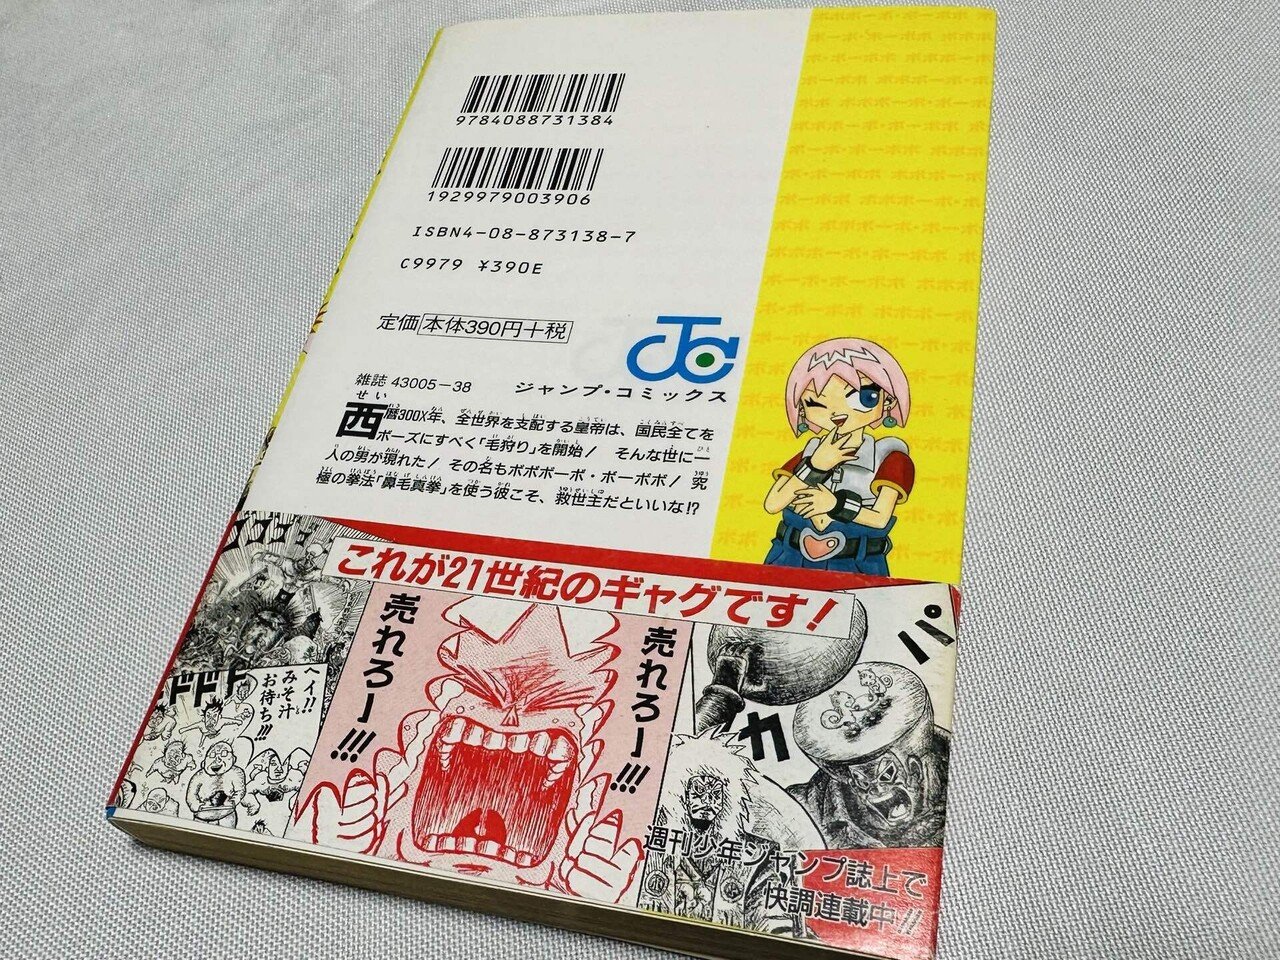 9784088731384
1929979003906
ISBN4-08-873138-7
C9979 ¥390E
定価 本体390円+税
雑誌 43005-38
ジャンプ・コミックス
西暦300X年、全世界を支配する皇帝は、国民全てを
ボーズにすべく「毛狩り」を開始! そんな世に一
人の男が現れた! その名もボボボーボ・ボーボボ! 究
極の拳法「鼻毛真拳」を使う彼こそ、救世主だといいな!?
これが21世紀のギャグです!
売れろー!!!
売れろー!!!
パ
カ
ゴゴゴゴ
ドドド
ヘイ!!
みそ汁
お待ち!!!
週刊少年ジャンプ誌上で
快調連載中!!